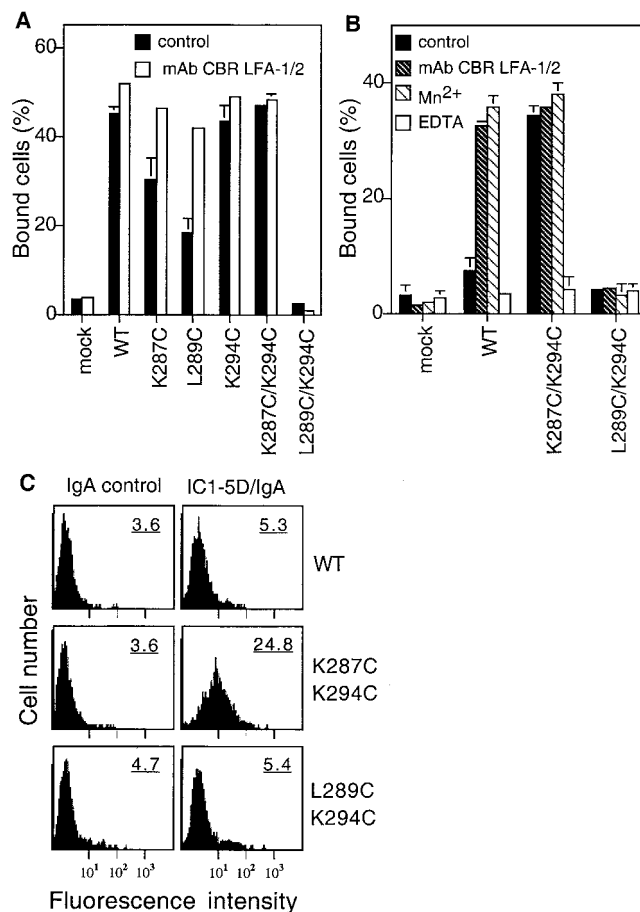 A
Bound cells (%)
60
40
20
0
control
mAb CBR LFA-1/2
mock
WT
K287C
L289C
K294C
K287C/K294C
L289C/K294C
B
Bound cells (%)
40
20
0
control
mAb CBR LFA-1/2
Mn²⁺
EDTA
mock
WT
K287C/K294C
L289C/K294C
C
IgA control
IC1-5D/IgA
Cell number
3.6
5.3
WT
3.6
24.8
K287C
K294C
4.7
5.4
L289C
K294C
10¹ 10² 10³
10¹ 10² 10³
Fluorescence intensity